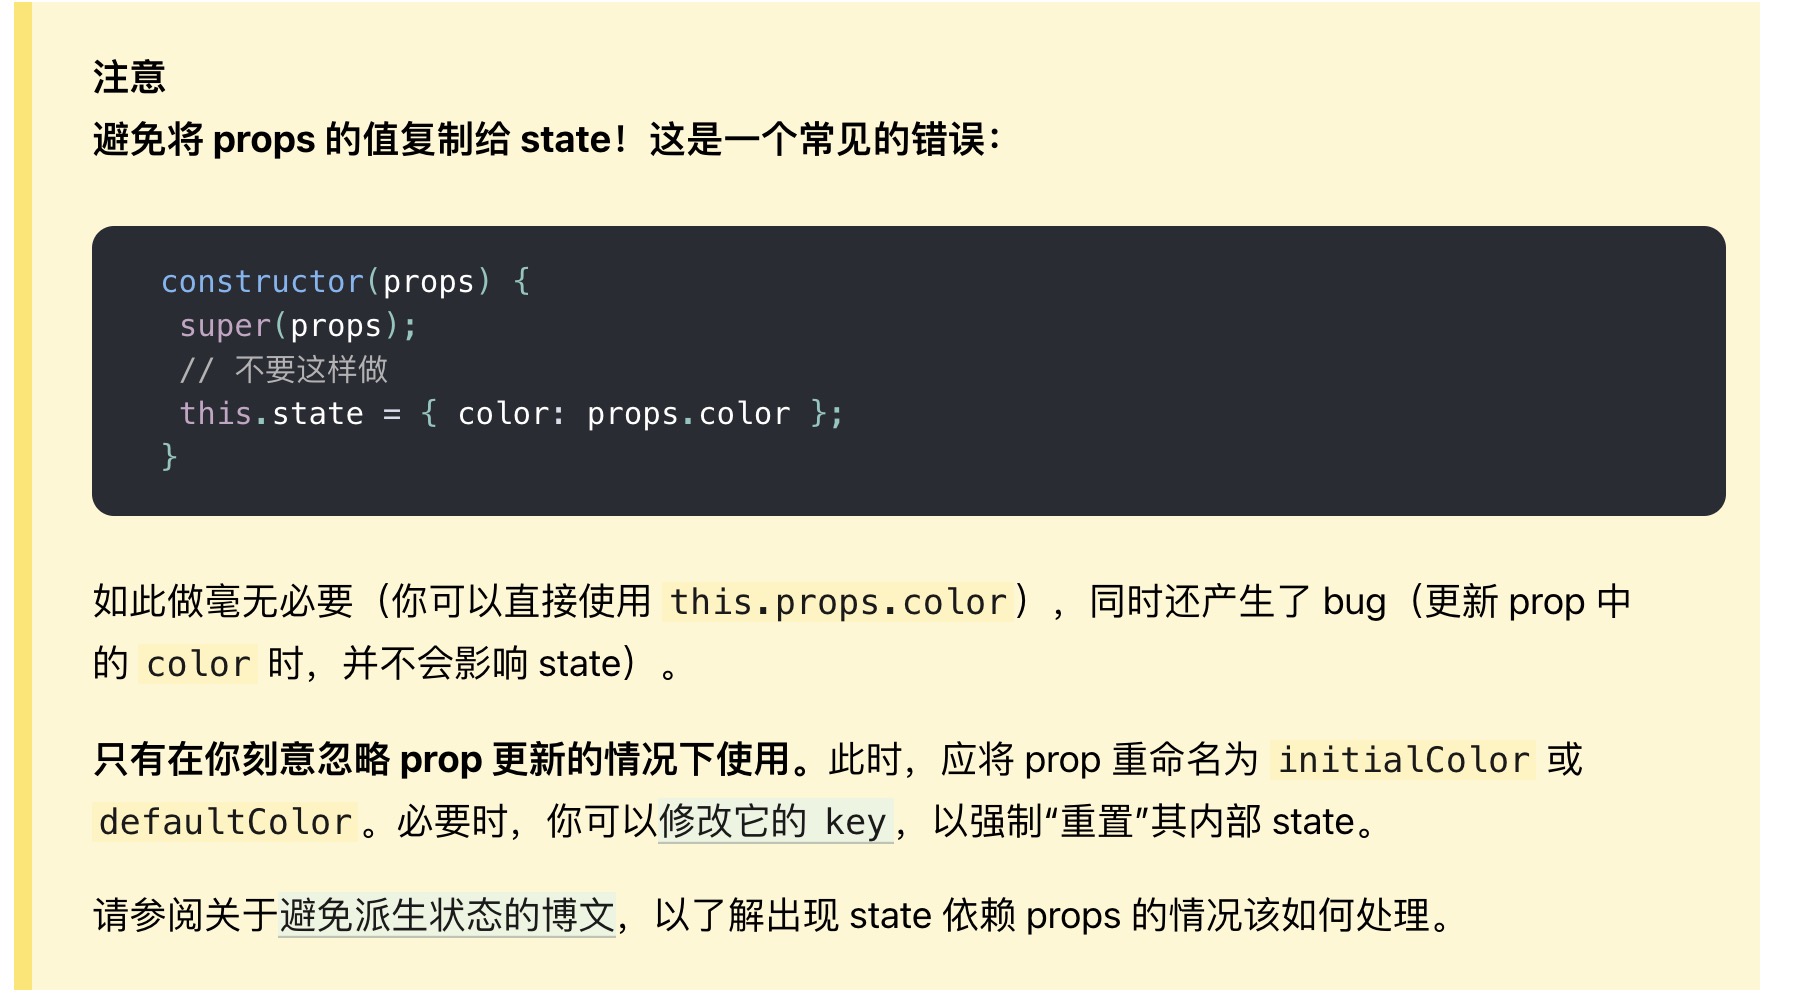 注意
避免将 props 的值复制给 state！这是一个常见的错误：
constructor(props) {
 super(props);
 // 不要这样做
 this.state = { color: props.color };
}
如此做毫无必要（你可以直接使用 this.props.color），同时还产生了 bug（更新 prop 中
的 color 时，并不会影响 state）。
只有在你刻意忽略 prop 更新的情况下使用。此时，应将 prop 重命名为 initialColor 或
defaultColor。必要时，你可以修改它的 key，以强制“重置”其内部 state。
请参阅关于避免派生状态的博文，以了解出现 state 依赖 props 的情况该如何处理。